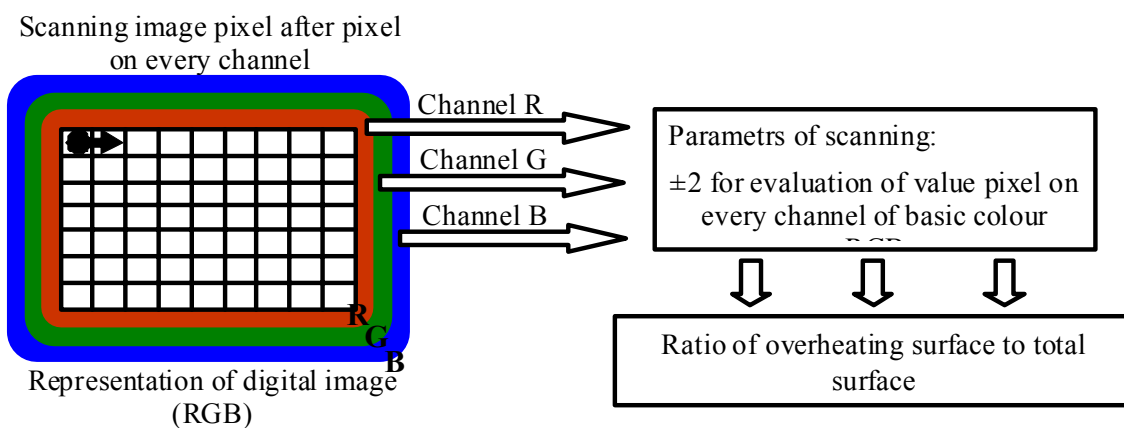 Scanning image pixel after pixel
on every channel
Channel R
Channel G
Channel B
R
G
B
Representation of digital image
(RGB)
Parametrs of scanning:
±2 for evaluation of value pixel on
every channel of basic colour
Ratio of overheating surface to total
surface